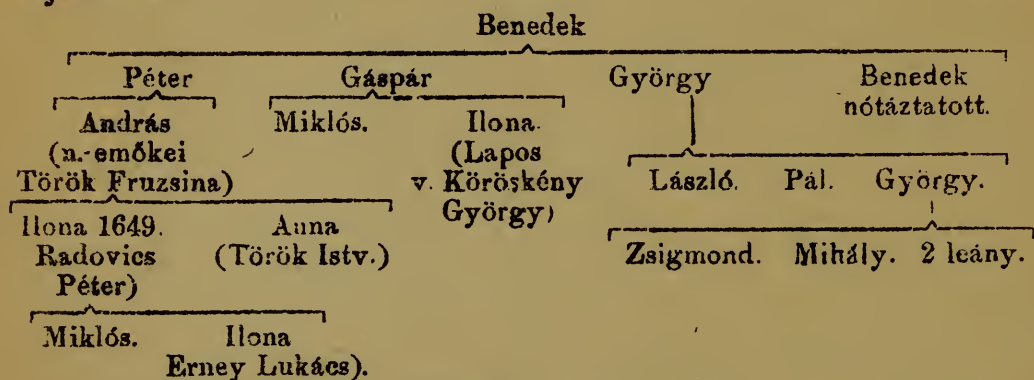 Benedek
Péter Gáspár György Benedek
nótáztatott.
András Miklós. Ilona.
(n.-emőkei (Lapos
Török Fruzsina) v. Köröskény László. Pál. György.
György)
Ilona 1649. Anna
Radovics (Török Istv.) Zsigmond. Mihály. 2 leány.
Péter)
Miklós. Ilona
Erney Lukács).